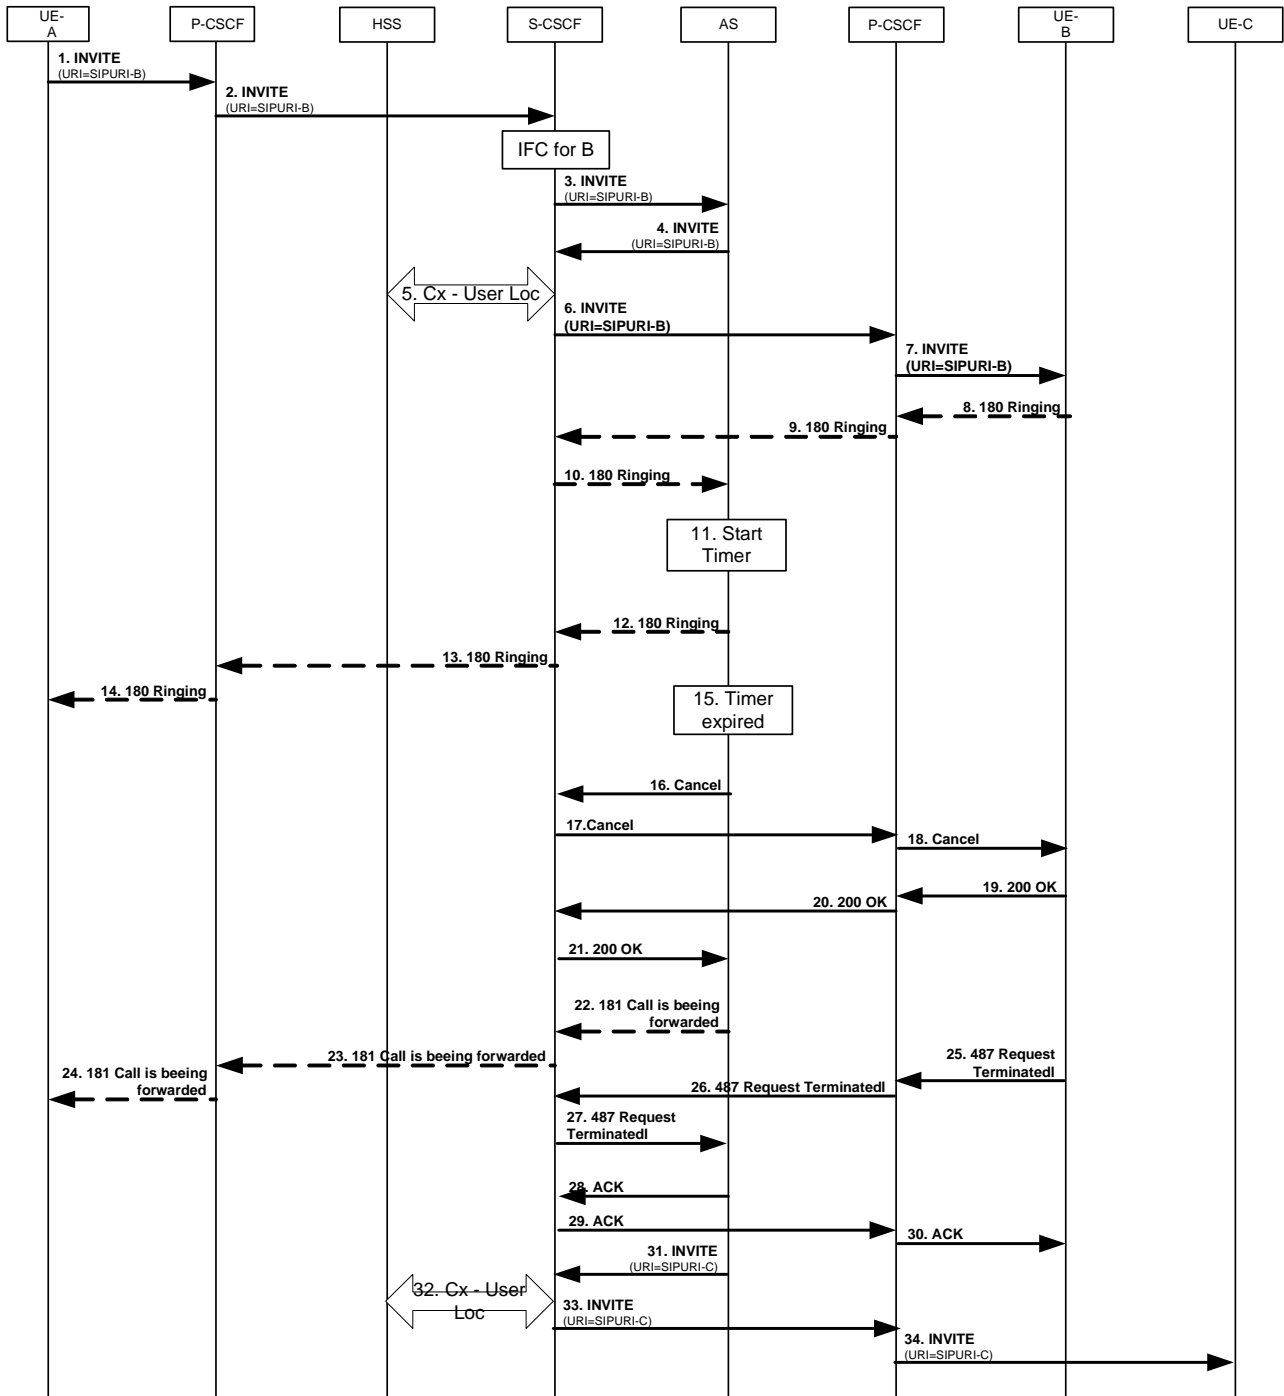 UE-
A
P-CSCF
HSS
S-CSCF
AS
P-CSCF
UE-
B
UE-C
1. INVITE
(URI=SIPURI-B)
2. INVITE
(URI=SIPURI-B)
IFC for B
3. INVITE
(URI=SIPURI-B)
4. INVITE
(URI=SIPURI-B)
5. Cx - User Loc
6. INVITE
(URI=SIPURI-B)
7. INVITE
(URI=SIPURI-B)
8. 180 Ringing
9. 180 Ringing
10. 180 Ringing
11. Start
Timer
12. 180 Ringing
13. 180 Ringing
14. 180 Ringing
15. Timer
expired
16. Cancel
17.Cancel
18. Cancel
19. 200 OK
20. 200 OK
21. 200 OK
22. 181 Call is beeing
forwarded
23. 181 Call is beeing forwarded
24. 181 Call is beeing
forwarded
25. 487 Request
Terminatedl
26. 487 Request Terminatedl
27. 487 Request
Terminatedl
28. ACK
29. ACK
30. ACK
31. INVITE
(URI=SIPURI-C)
32. Cx - User
Loc
33. INVITE
(URI=SIPURI-C)
34. INVITE
(URI=SIPURI-C)